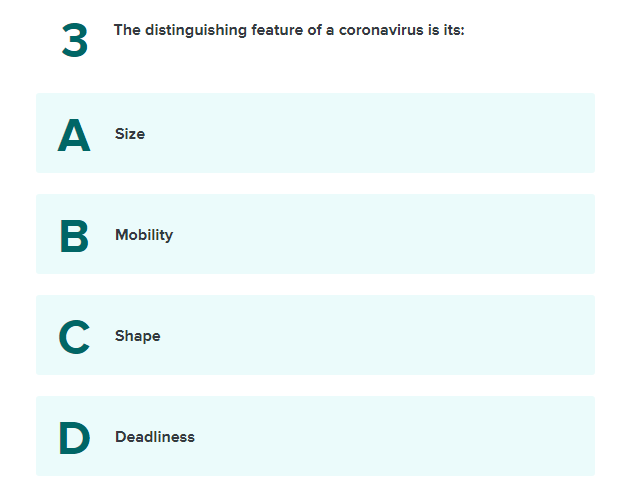 3 The distinguishing feature of a coronavirus is its:
A Size
B Mobility
C Shape
D Deadliness